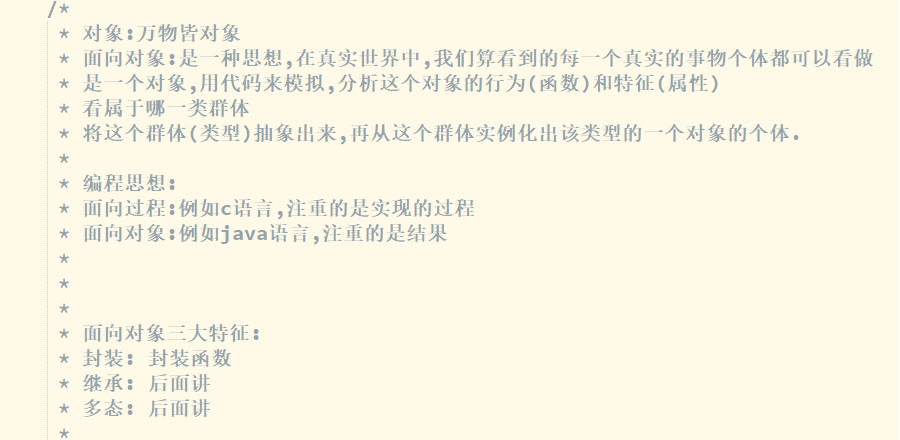 /*
* 对象:万物皆对象
* 面向对象:是一种思想,在真实世界中,我们算看到的每一个真实的事物个体都可以看做
* 是一个对象,用代码来模拟,分析这个对象的行为(函数)和特征(属性)
* 看属于哪一类群体
* 将这个群体(类型)抽象出来,再从这个群体实例化出该类型的一个对象的个体.
*
* 编程思想:
* 面向过程:例如c语言,注重的是实现的过程
* 面向对象:例如java语言,注重的是结果
*
*
*
* 面向对象三大特征:
* 封装: 封装函数
* 继承: 后面讲
* 多态: 后面讲
*